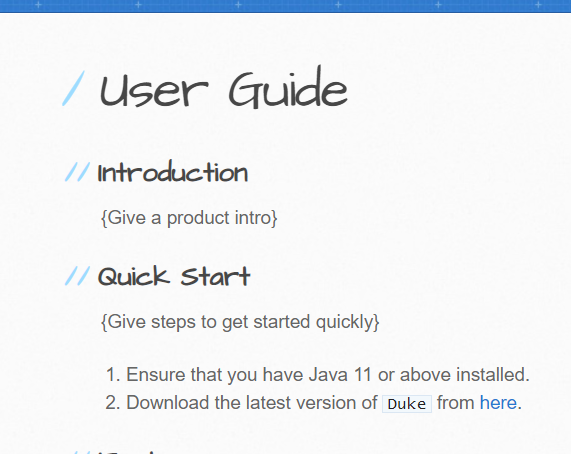 / User Guide
// Introduction
{Give a product intro}
// Quick Start
{Give steps to get started quickly}
1. Ensure that you have Java 11 or above installed.
2. Download the latest version of Duke from here.